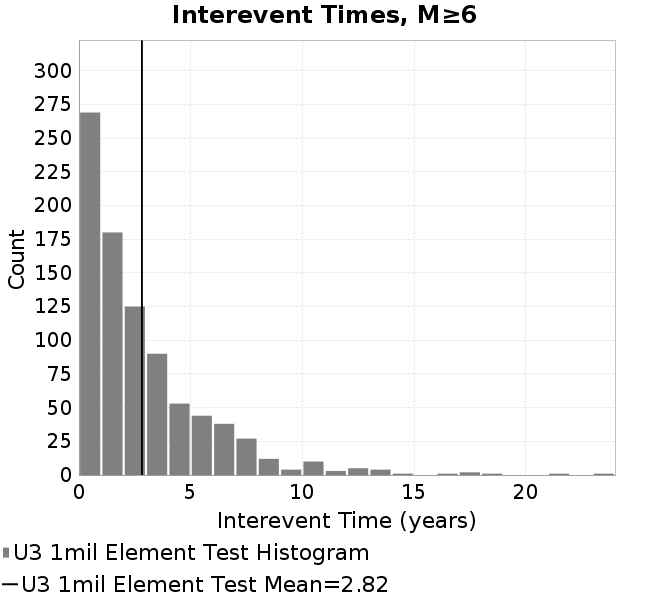 Interevent Times, M≥6
300
275
250
225
200
175
150
125
100
75
50
25
0
Count
0 5 10 15 20
Interevent Time (years)
U3 1mil Element Test Histogram
U3 1mil Element Test Mean=2.82